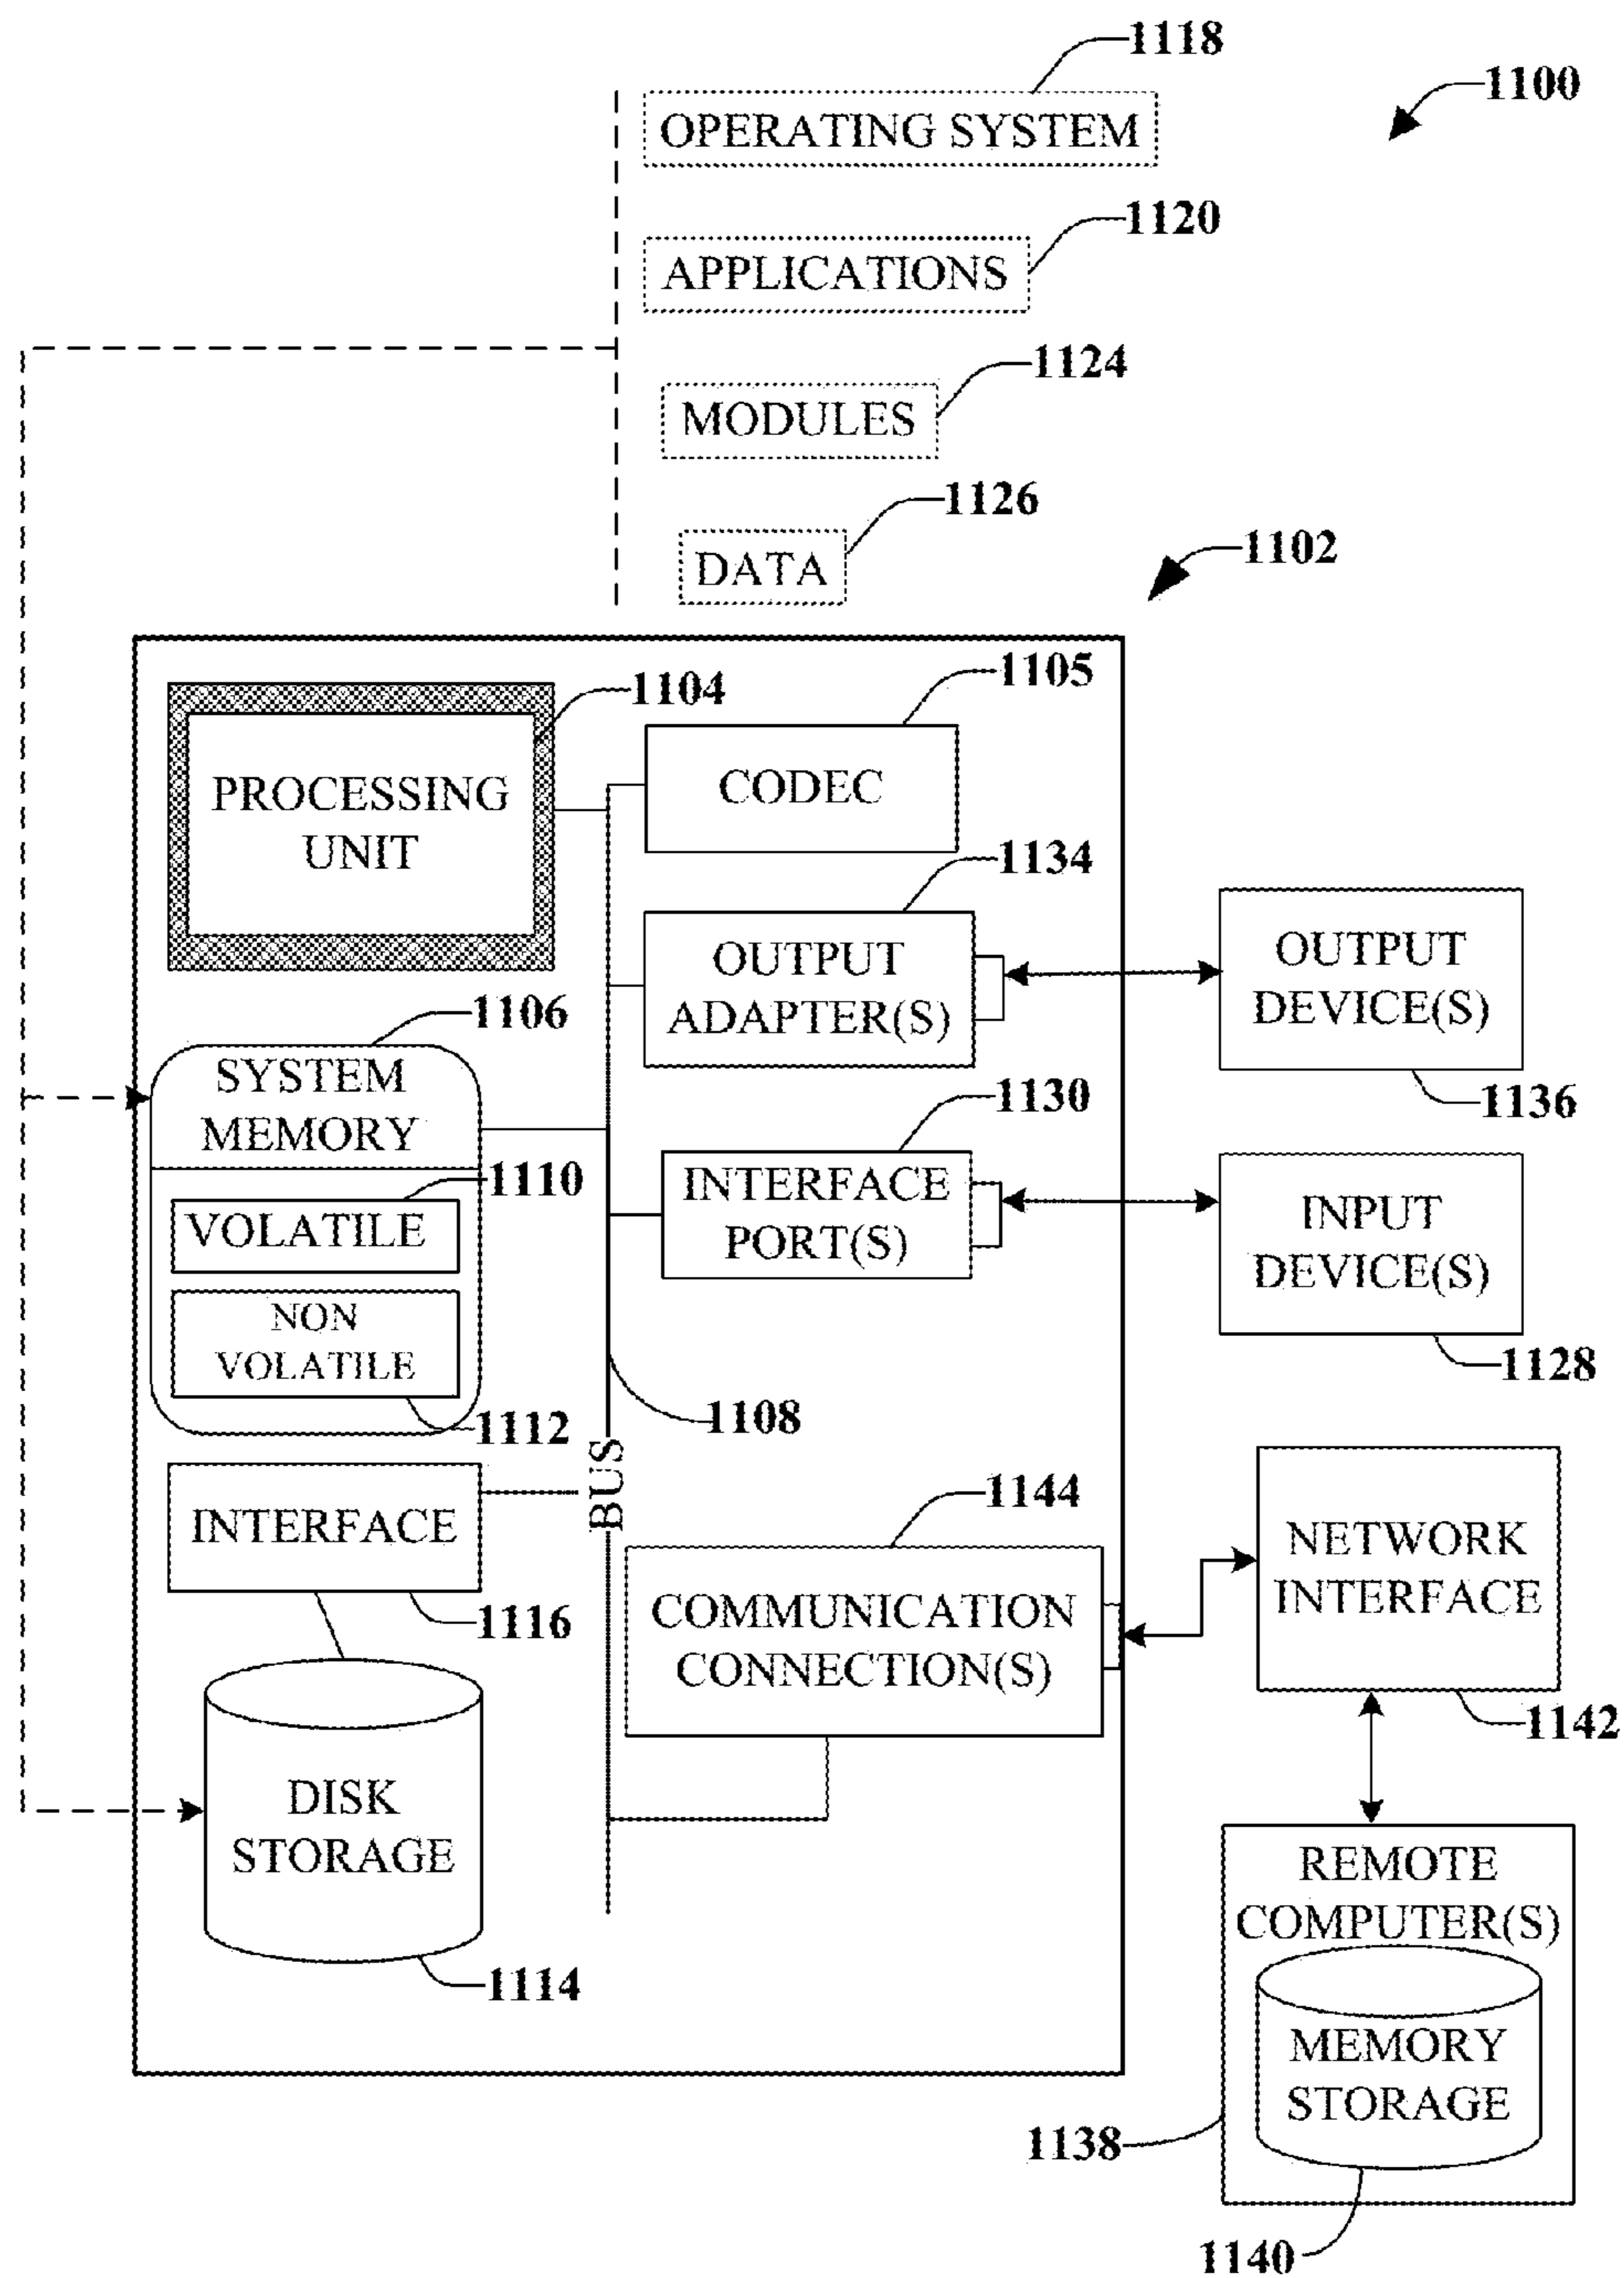 1118
1100
OPERATING SYSTEM
1120
APPLICATIONS
1124
MODULES
1126
DATA
1102
1104
1105
PROCESSING
UNIT
CODEC
1134
OUTPUT
ADAPTER(S)
OUTPUT
DEVICE(S)
1136
1106
SYSTEM
MEMORY
1110
VOLATILE
NON
VOLATILE
1112
1130
INTERFACE
PORT(S)
INPUT
DEVICE(S)
1128
1108
BUS
INTERFACE
1116
1144
COMMUNICATION
CONNECTION(S)
NETWORK
INTERFACE
1142
DISK
STORAGE
1114
REMOTE
COMPUTER(S)
MEMORY
STORAGE
1138
1140